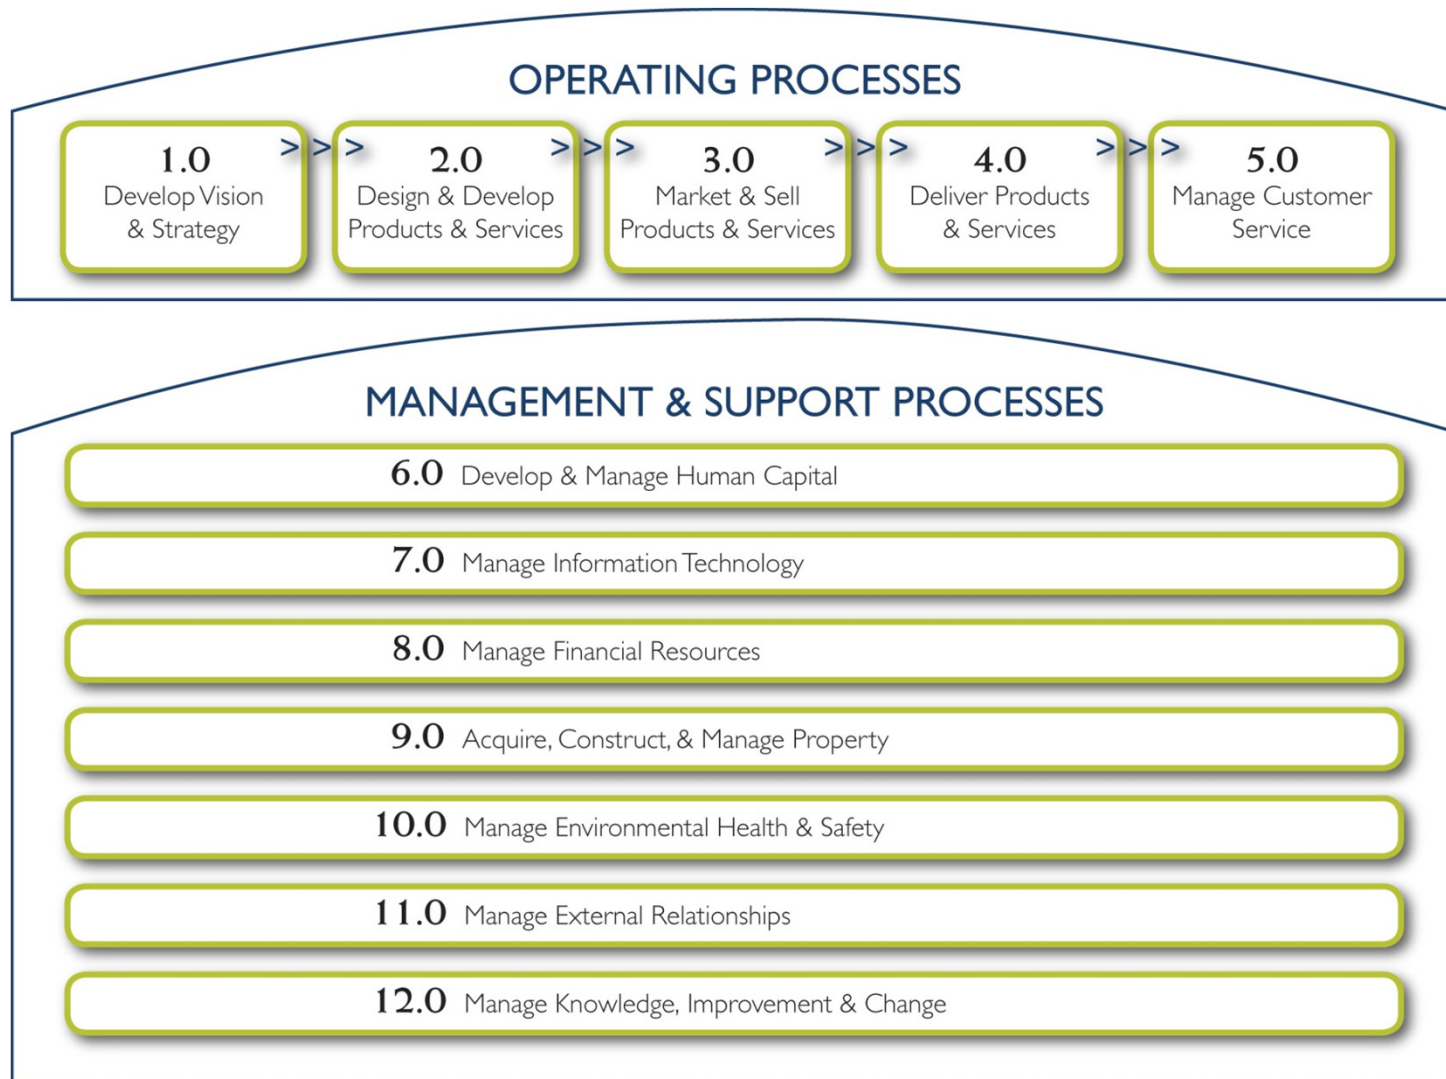 OPERATING PROCESSES
1.0 > > > 2.0 > > > 3.0 > > > 4.0 > > > 5.0
Develop Vision
& Strategy
Design & Develop
Products & Services
Market & Sell
Products & Services
Deliver Products
& Services
Manage Customer
Service
MANAGEMENT & SUPPORT PROCESSES
6.0 Develop & Manage Human Capital
7.0 Manage Information Technology
8.0 Manage Financial Resources
9.0 Acquire, Construct, & Manage Property
10.0 Manage Environmental Health & Safety
11.0 Manage External Relationships
12.0 Manage Knowledge, Improvement & Change